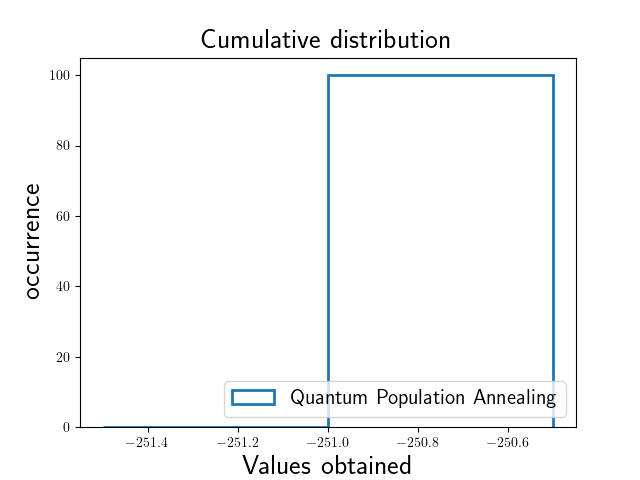 Cumulative distribution
100
80
60
40
20
0
occurrence
Quantum Population Annealing
−251.4 −251.2 −251.0 −250.8 −250.6
Values obtained